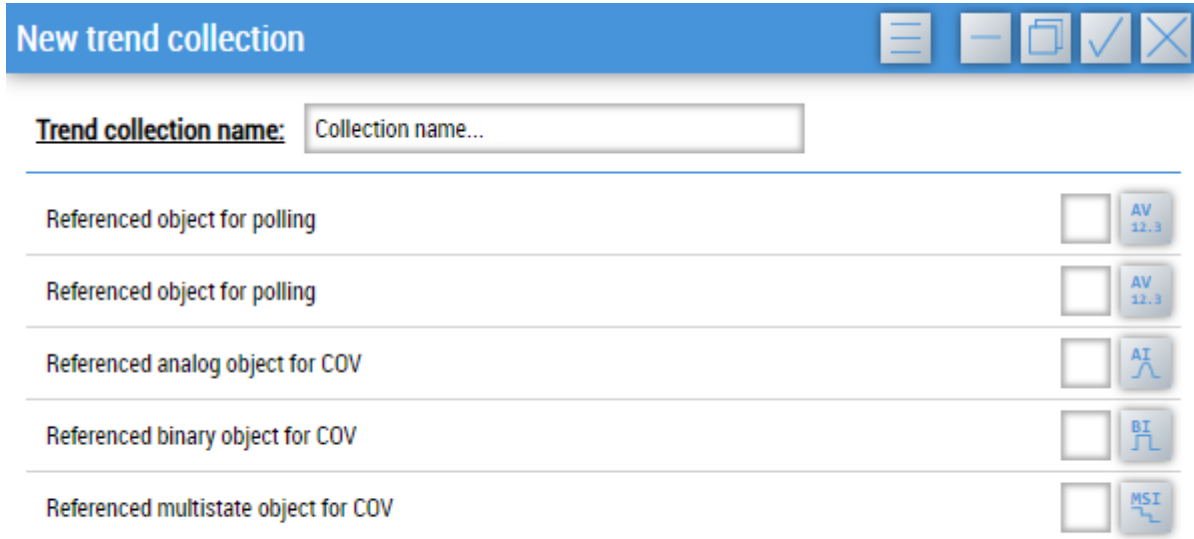 New trend collection
Trend collection name: Collection name...
Referenced object for polling AV 12.3
Referenced object for polling AV 12.3
Referenced analog object for COV AI
Referenced binary object for COV BI
Referenced multistate object for COV MSI